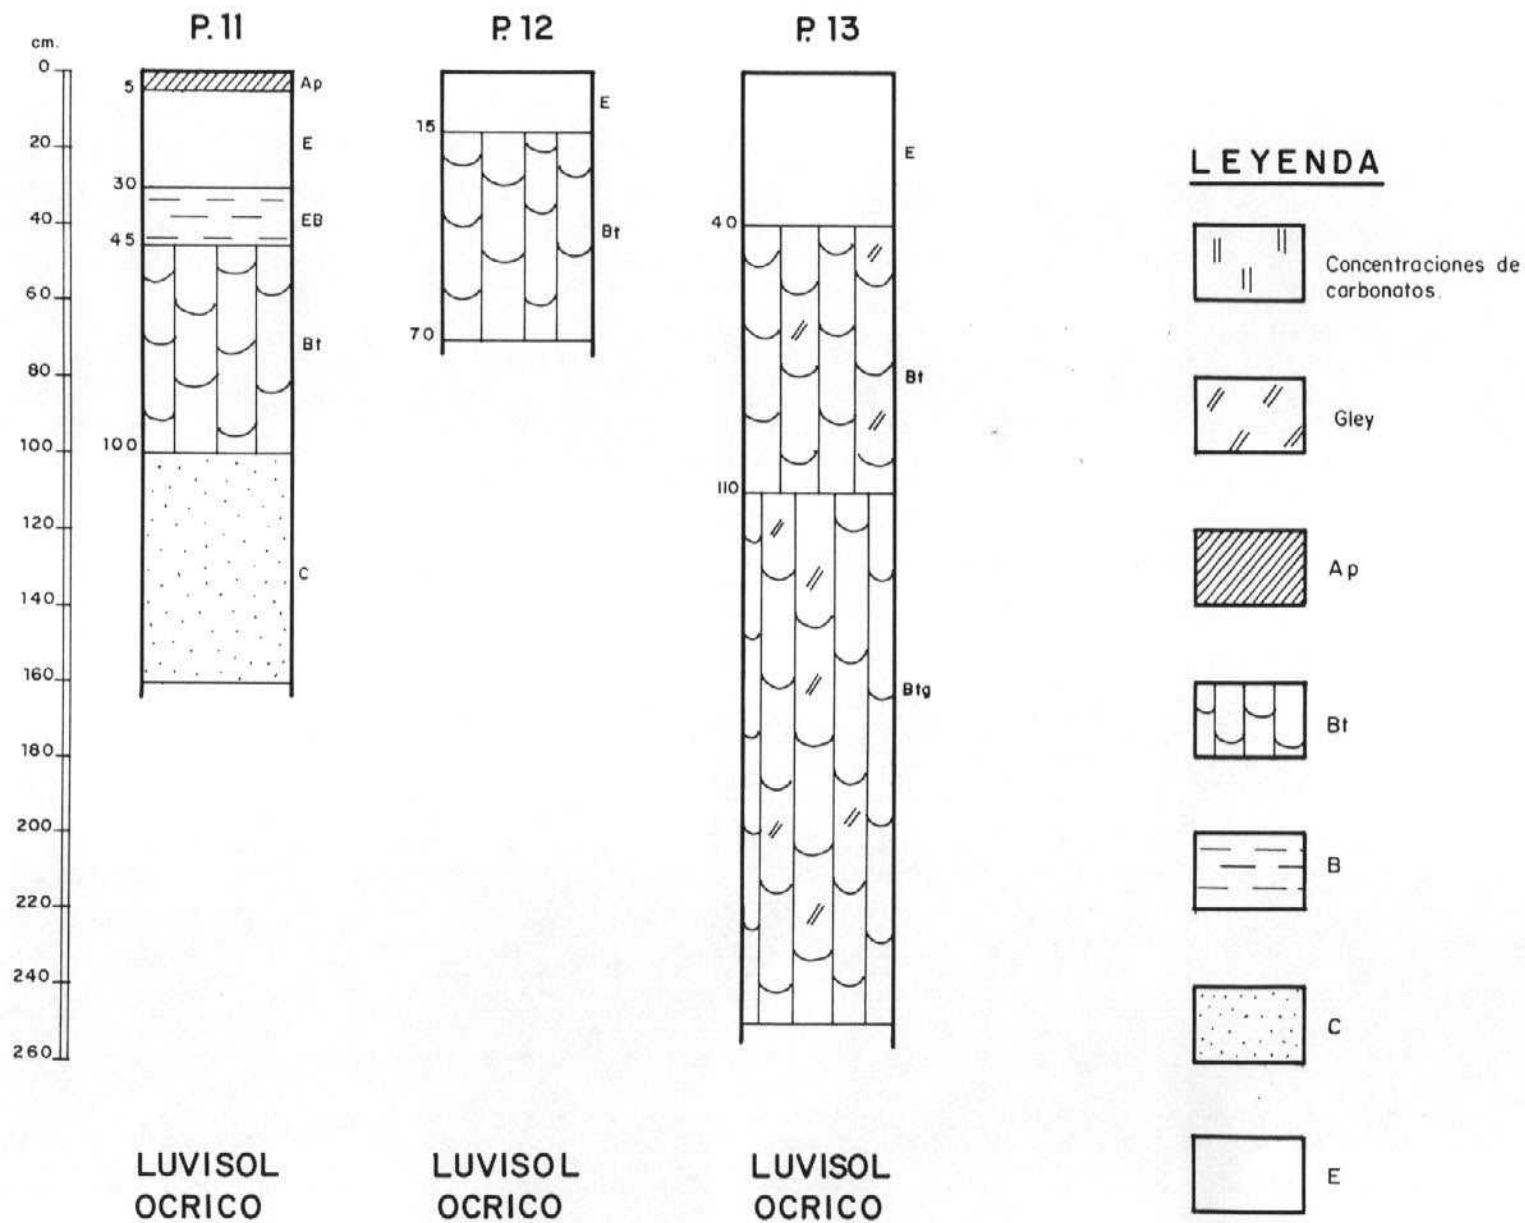 P. 11
P. 12
P. 13
cm.
0
20
40
60
80
100
120
140
160
180
200
220
240
260
5
30
45
100
Ap
E
EB
Bt
C
15
70
E
Bt
40
110
E
Bt
Btg
LUVISOL
OCRICO
LUVISOL
OCRICO
LUVISOL
OCRICO
LEYENDA
Concentraciones de
carbonatos.
Gley
Ap
Bt
B
C
E